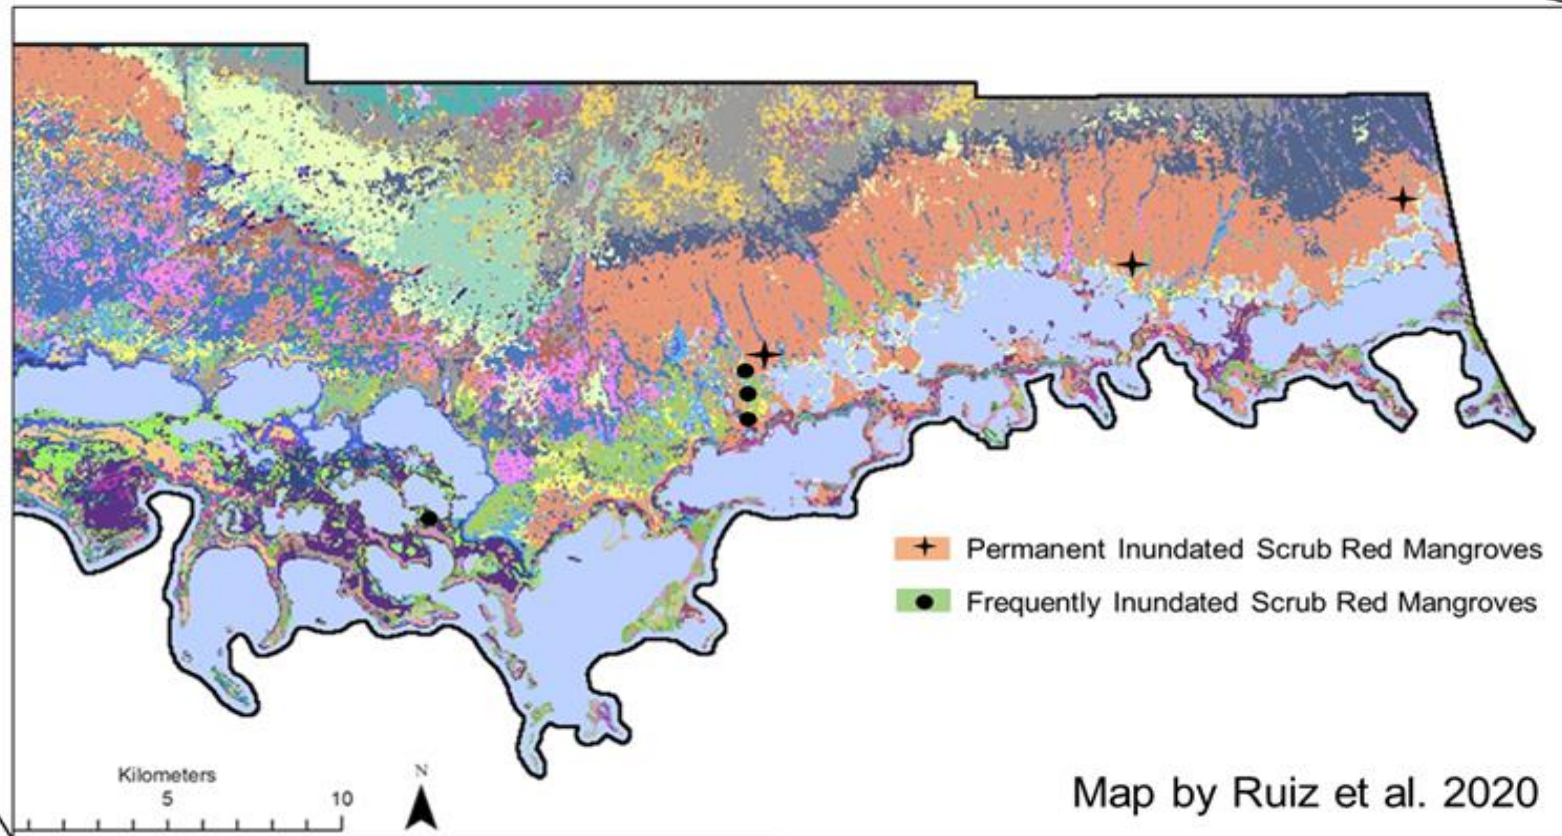 Permanent Inundated Scrub Red Mangroves
Frequently Inundated Scrub Red Mangroves
Kilometers
5 10
N
Map by Ruiz et al. 2020